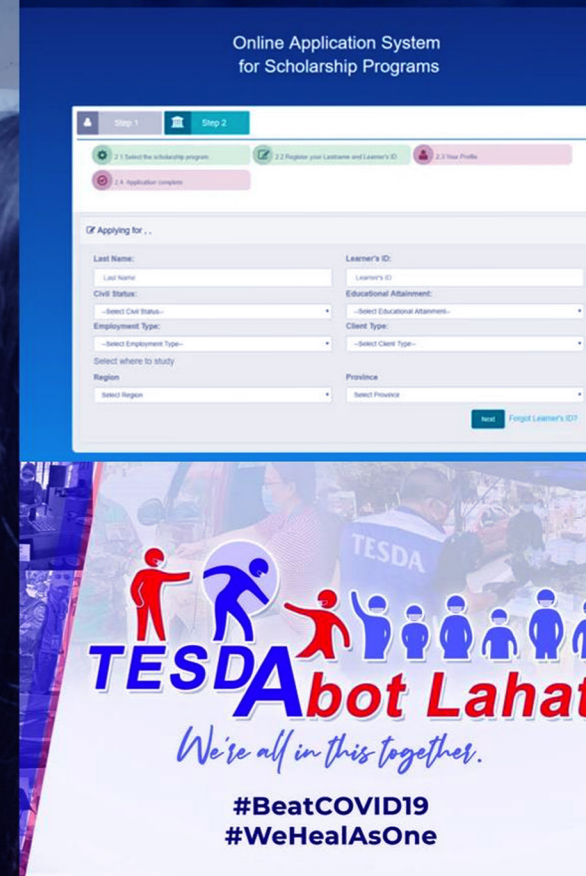 Online Application System
for Scholarship Programs
Step 1
Step 2
2.1 Select the scholarship program
2.2 Register your Lastname and Learner's ID
2.3 Your Profile
2.4 Application complete
Applying for , ,
Last Name:
Learner's ID:
Last Name
Learner's ID
Civil Status:
Educational Attainment:
--Select Civil Status--
--Select Educational Attainment--
Employment Type:
Client Type:
--Select Employment Type--
--Select Client Type--
Select where to study
Region
Province
Select Region
Select Province
Next
Forgot Learner's ID?
TESDA
TESDAbot Lahat
We're all in this together.
#BeatCOVID19
#WeHealAsOne